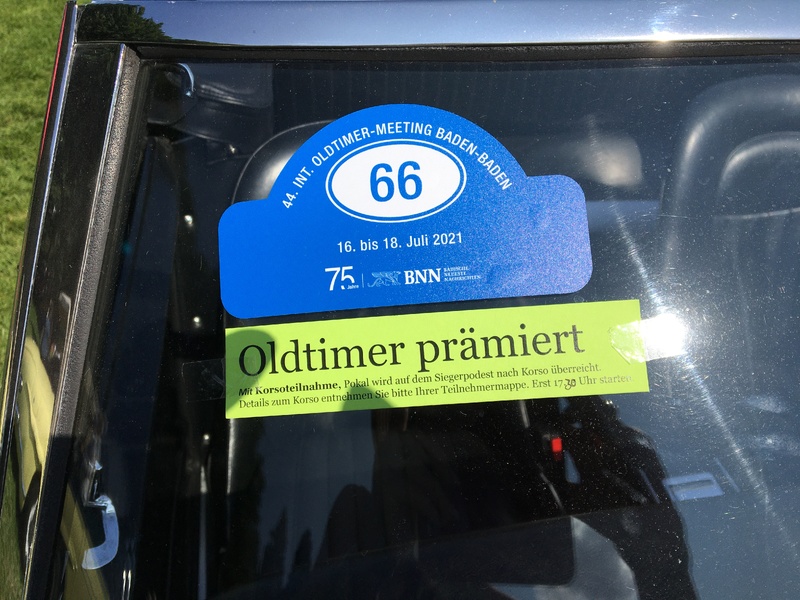 44. INT. OLDTIMER-MEETING BADEN-BADEN
66
16. bis 18. Juli 2021
75 Jahre BNN BADISCHE NEUESTE NACHRICHTEN
Oldtimer prämiert
Mit Korsoteilnahme, Pokal wird auf dem Siegerpodest nach Korso überreicht.
Details zum Korso entnehmen Sie bitte Ihrer Teilnehmermappe. Erst 17.30 Uhr starten.